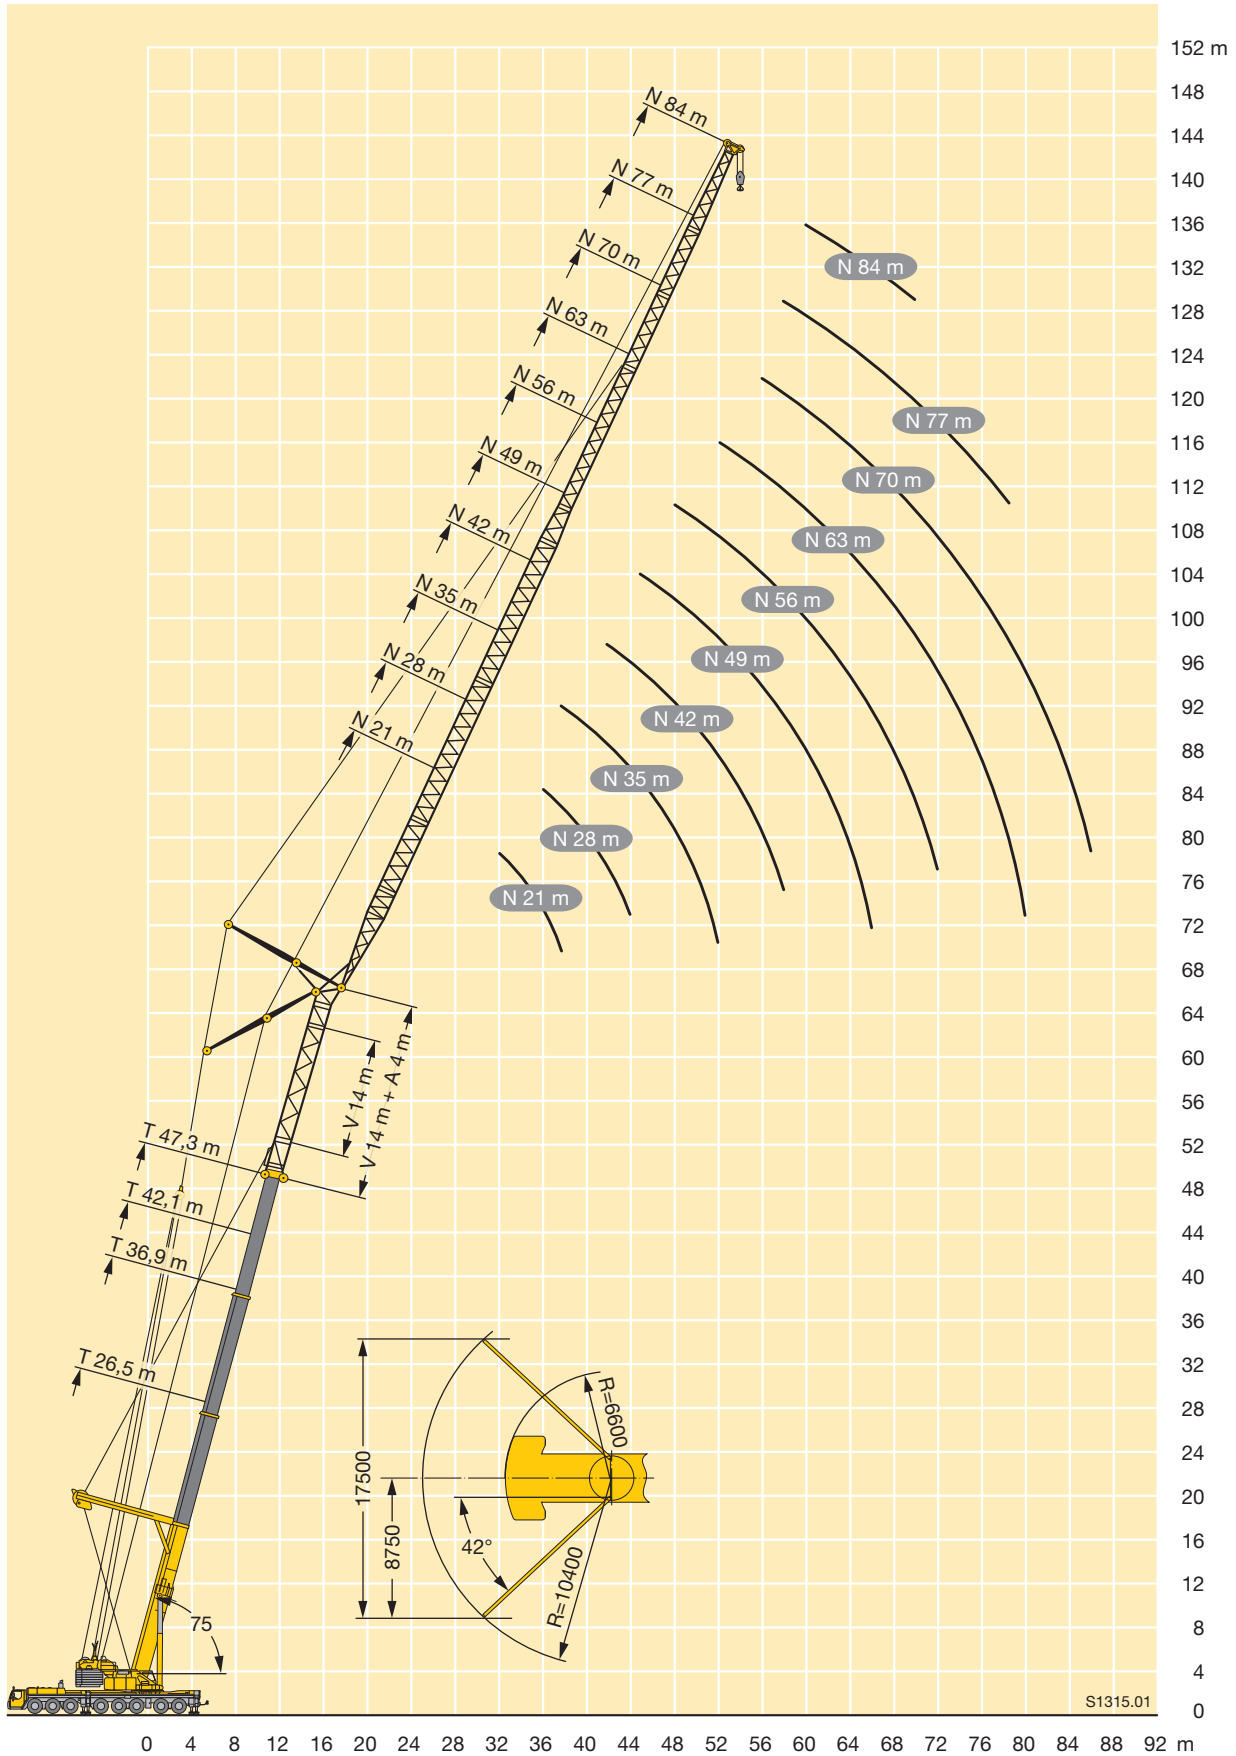 152 m
148
144
140
136
132
128
124
120
116
112
108
104
100
96
92
88
84
80
76
72
68
64
60
56
52
48
44
40
36
32
28
24
20
16
12
8
4
0
N 84 m
N 77 m
N 70 m
N 63 m
N 56 m
N 49 m
N 42 m
N 35 m
N 28 m
N 21 m
N 84 m
N 77 m
N 70 m
N 63 m
N 56 m
N 49 m
N 42 m
N 35 m
N 28 m
N 21 m
V 14 m
V 14 m + A 4 m
T 47,3 m
T 42,1 m
T 36,9 m
T 26,5 m
75
17500
8750
42°
R=6600
R=10400
S1315.01
0 4 8 12 16 20 24 28 32 36 40 44 48 52 56 60 64 68 72 76 80 84 88 92 m